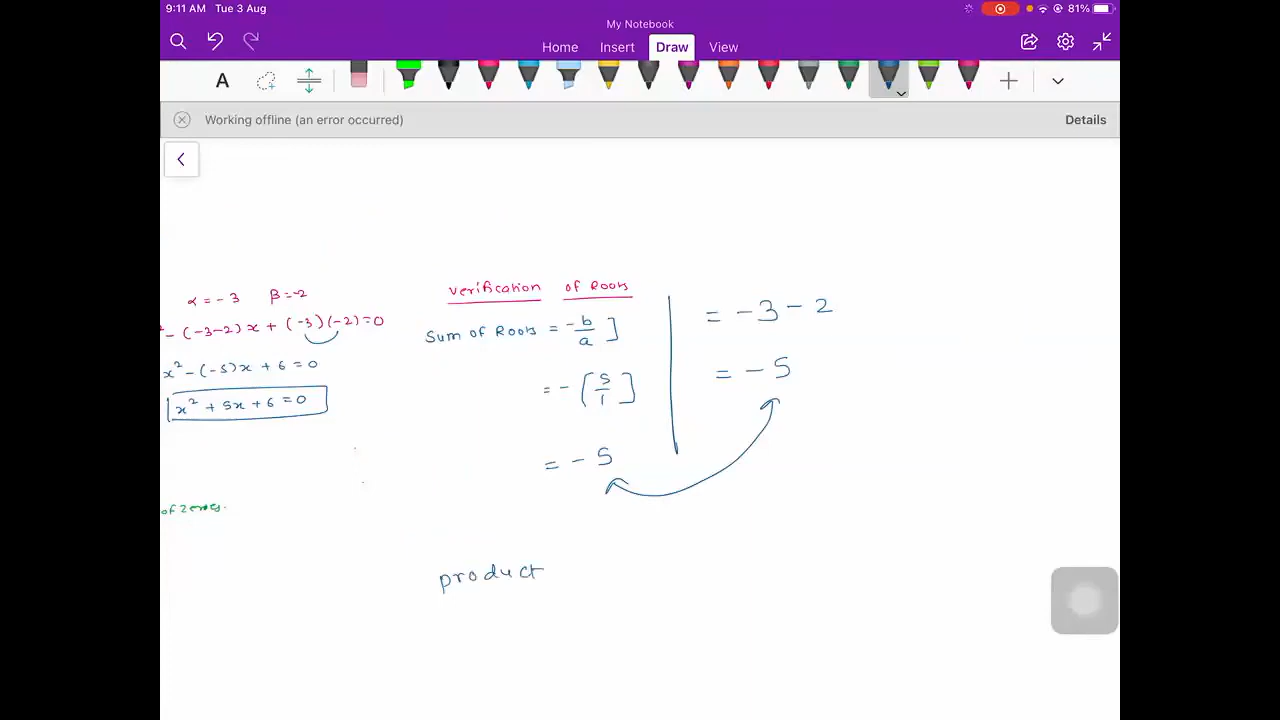 9:11 AM Tue 3 Aug
81%
My Notebook
Home Insert Draw View
A
Working offline (an error occurred)
Details
α = -3 β = -2
- (-3-2)x + (-3)(-2) = 0
x² - (-5)x + 6 = 0
x² + 5x + 6 = 0
of zeroes.
Verification of Roots
Sum of Roots = -b/a ]
= - [5/1]
= - 5
= -3 - 2
= - 5
product